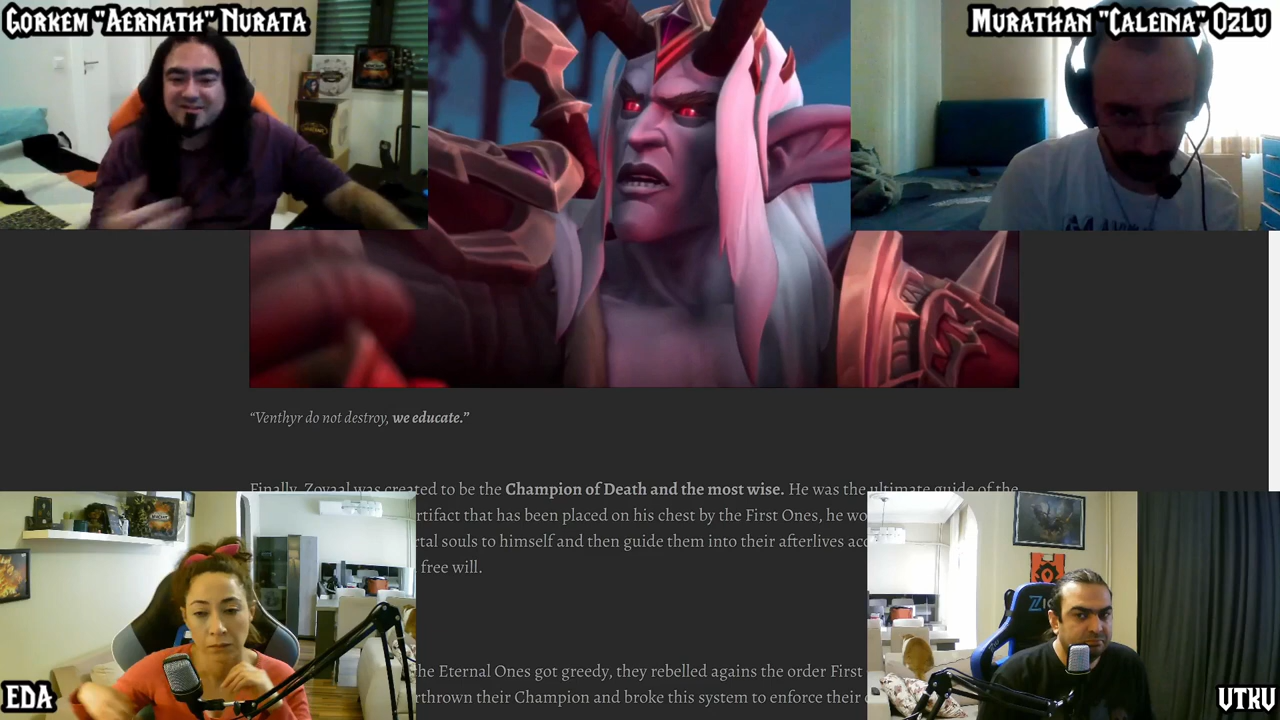 GORKEM "AERNATH" NURATA
MURATHAN "CALEINA" OZLU
“Venthyr do not destroy, we educate.”
Finally, Zovaal was created to be the Champion of Death and the most wise. He was the ultimate guide of the
rtifact that has been placed on his chest by the First Ones, he wo
rtal souls to himself and then guide them into their afterlives acc
free will.
he Eternal Ones got greedy, they rebelled agains the order First
rthrown their Champion and broke this system to enforce their
EDA
UTKU